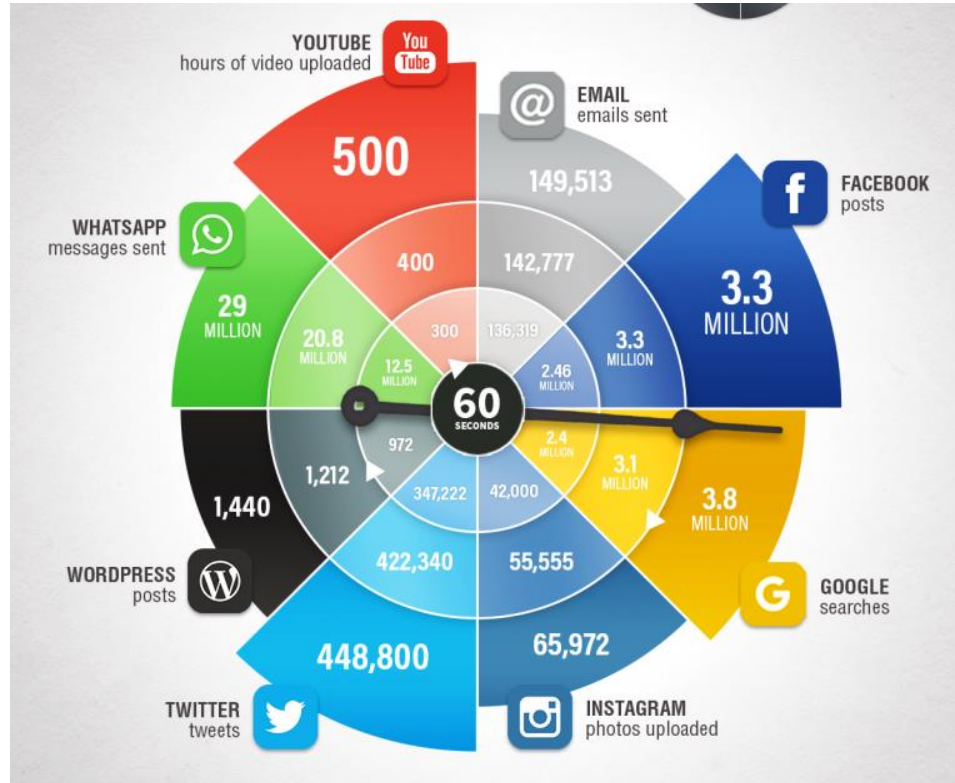 YOUTUBE
hours of video uploaded
You
Tube
500
400
300
@
EMAIL
emails sent
149,513
142,777
136,319
f
FACEBOOK
posts
3.3
MILLION
3.3
MILLION
2.46
MILLION
G
GOOGLE
searches
3.8
MILLION
3.1
MILLION
2.4
MILLION
INSTAGRAM
photos uploaded
65,972
55,555
42,000
TWITTER
tweets
448,800
422,340
347,222
W
WORDPRESS
posts
1,440
1,212
972
WHATSAPP
messages sent
29
MILLION
20.8
MILLION
12.5
MILLION
60
SECONDS